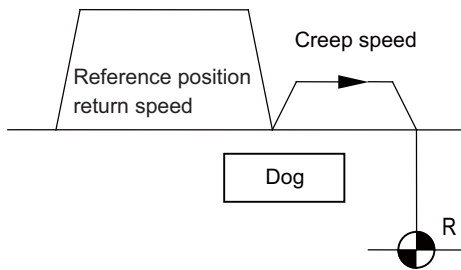 Creep speed
Reference position
return speed
Dog
R